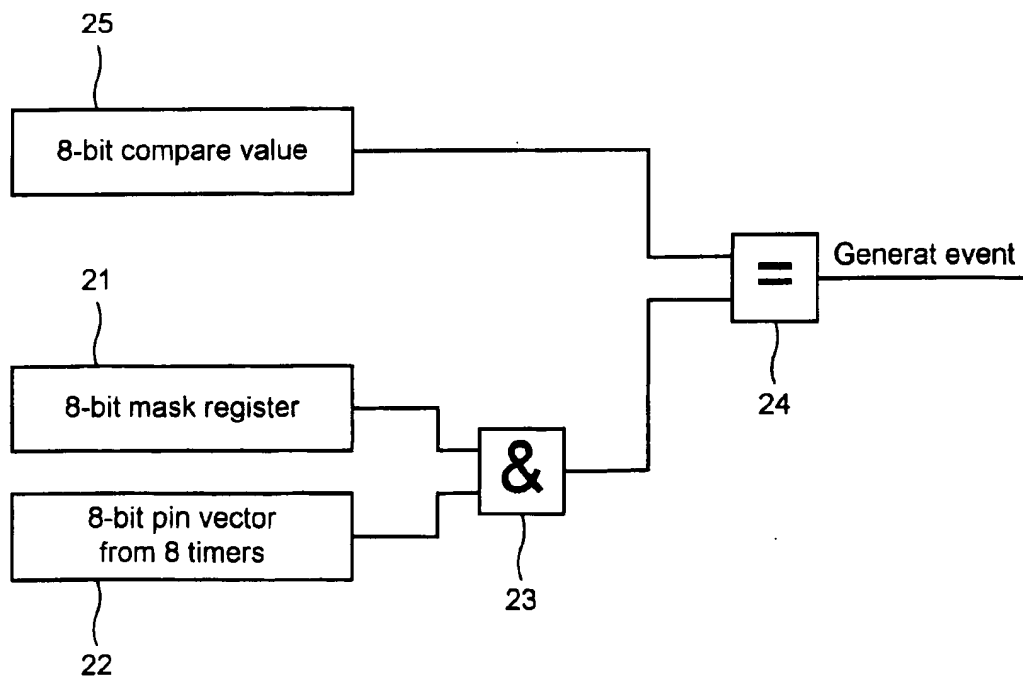 25
8-bit compare value
21
=
Generat event
24
8-bit mask register
&
8-bit pin vector
from 8 timers
23
22